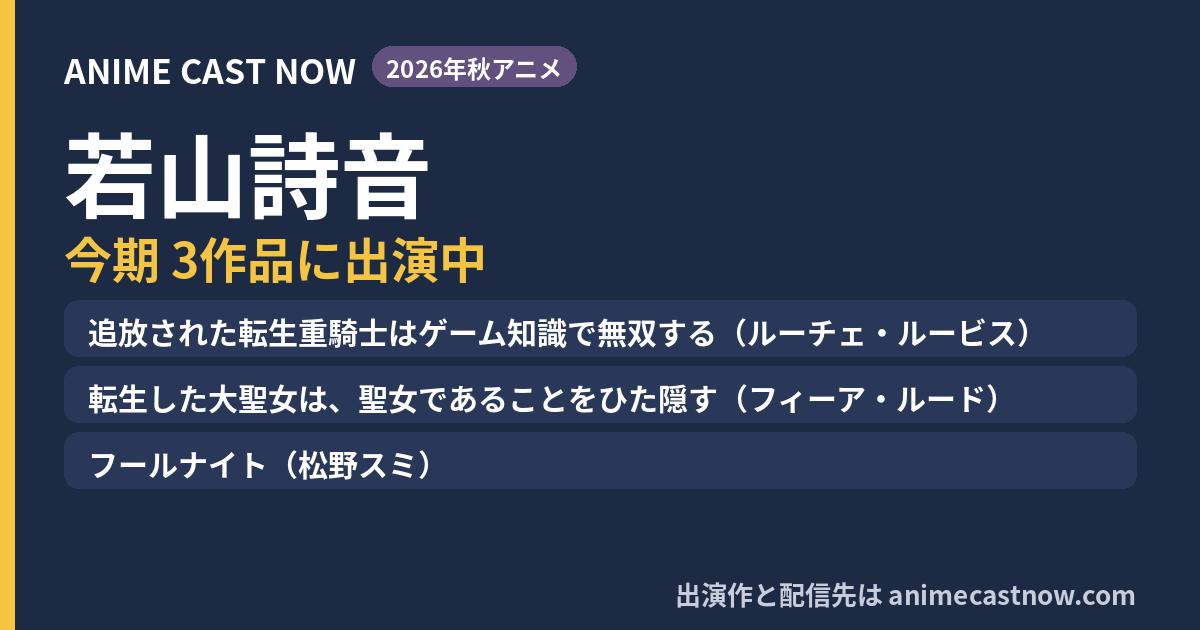 ANIME CAST NOW 2026年秋アニメ
若山詩音
今期 3作品に出演中
追放された転生重騎士はゲーム知識で無双する（ルーチェ・ルービス）
転生した大聖女は、聖女であることをひた隠す（フィーア・ルード）
フールナイト（松野スミ）
出演作と配信先は animecastnow.com